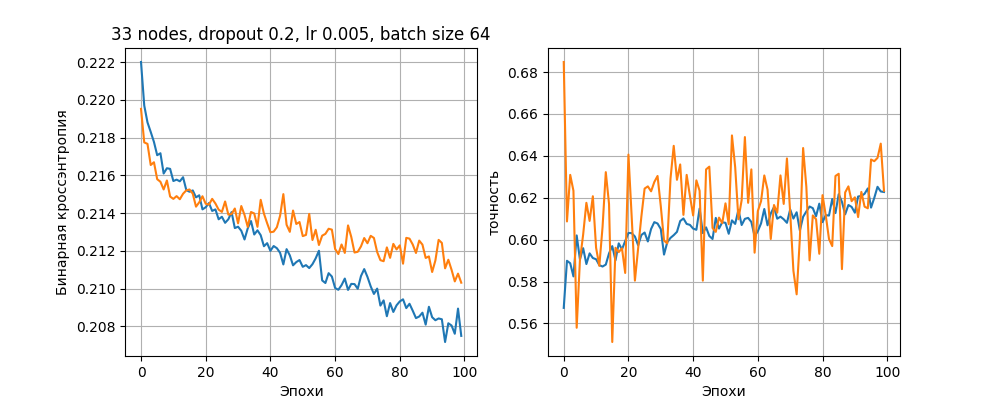 33 nodes, dropout 0.2, lr 0.005, batch size 64
Бинарная кроссэнтропия
0.222
0.220
0.218
0.216
0.214
0.212
0.210
0.208
0 20 40 60 80 100
Эпохи
точность
0.68
0.66
0.64
0.62
0.60
0.58
0.56
0 20 40 60 80 100
Эпохи